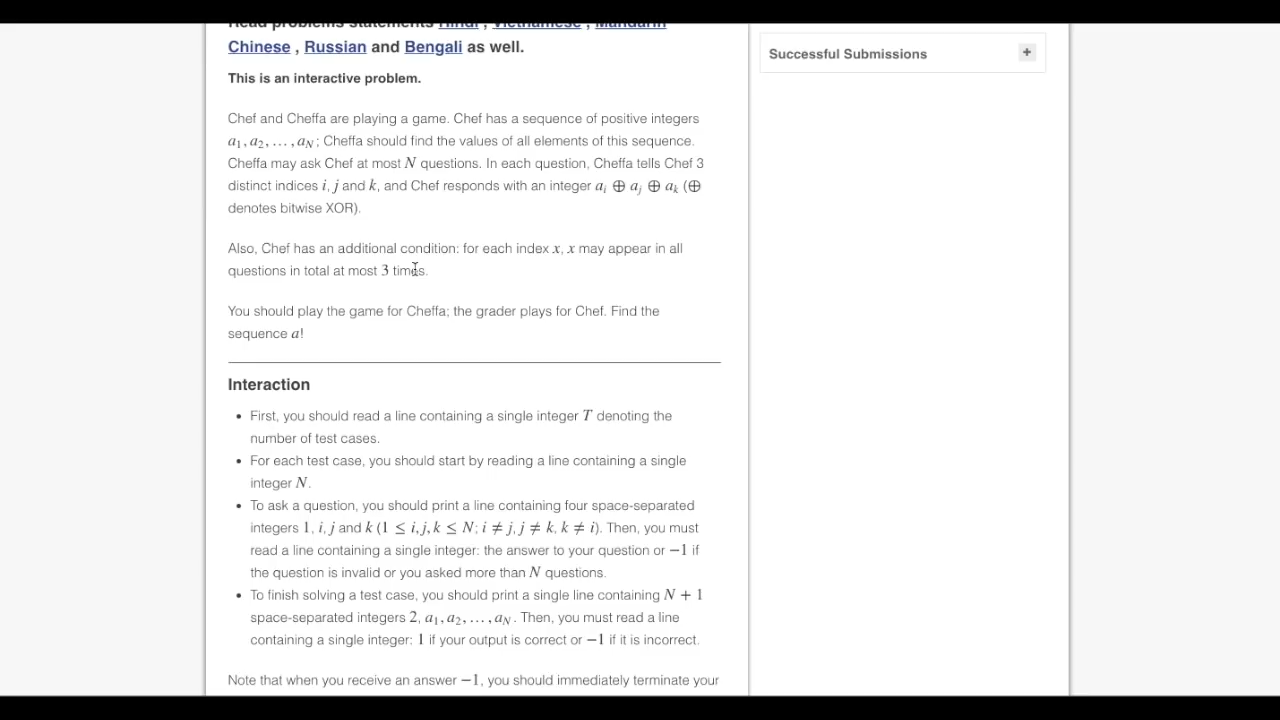 Read problems statements Hindi , Vietnamese , Mandarin
Chinese , Russian and Bengali as well.
Successful Submissions +
This is an interactive problem.
Chef and Cheffa are playing a game. Chef has a sequence of positive integers
a₁, a₂, …, a_N; Cheffa should find the values of all elements of this sequence.
Cheffa may ask Chef at most N questions. In each question, Cheffa tells Chef 3
distinct indices i, j and k, and Chef responds with an integer aᵢ ⊕ aⱼ ⊕ aₖ (⊕
denotes bitwise XOR).
Also, Chef has an additional condition: for each index x, x may appear in all
questions in total at most 3 times.
You should play the game for Cheffa; the grader plays for Chef. Find the
sequence a!
Interaction
• First, you should read a line containing a single integer T denoting the
number of test cases.
• For each test case, you should start by reading a line containing a single
integer N.
• To ask a question, you should print a line containing four space-separated
integers 1, i, j and k (1 ≤ i, j, k ≤ N; i ≠ j, j ≠ k, k ≠ i). Then, you must
read a line containing a single integer: the answer to your question or −1 if
the question is invalid or you asked more than N questions.
• To finish solving a test case, you should print a single line containing N + 1
space-separated integers 2, a₁, a₂, …, a_N. Then, you must read a line
containing a single integer: 1 if your output is correct or −1 if it is incorrect.
Note that when you receive an answer −1, you should immediately terminate your